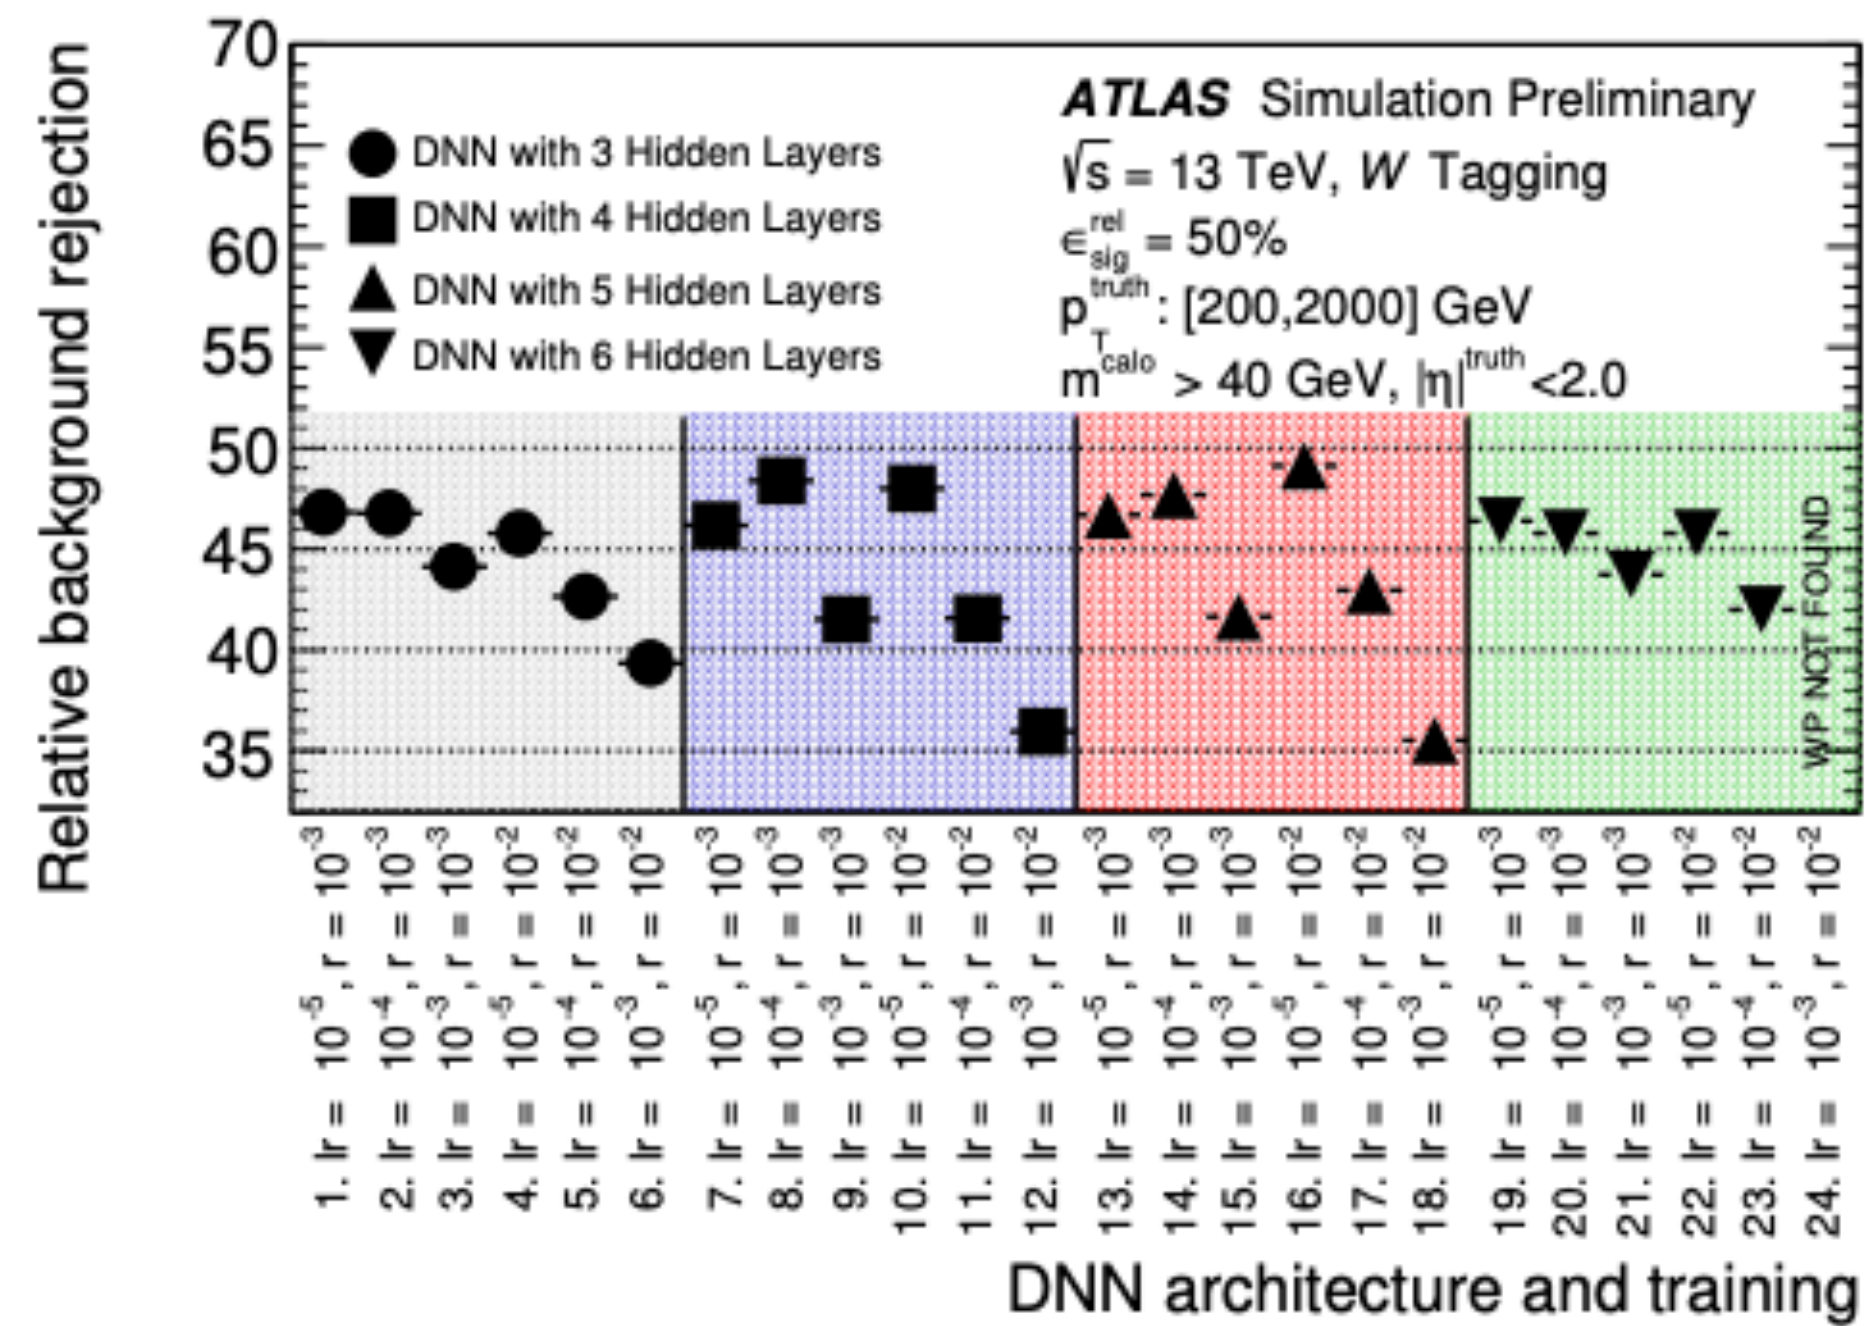 Relative background rejection
70
65
60
55
50
45
40
35
DNN with 3 Hidden Layers
DNN with 4 Hidden Layers
DNN with 5 Hidden Layers
DNN with 6 Hidden Layers
ATLAS Simulation Preliminary
√s = 13 TeV, W Tagging
ϵ_sig^rel = 50%
p_T^truth : [200,2000] GeV
m^calo > 40 GeV, |η|^truth <2.0
WP NOT FOUND
1. lr = 10^-5, r = 10^-3
2. lr = 10^-4, r = 10^-3
3. lr = 10^-3, r = 10^-3
4. lr = 10^-5, r = 10^-2
5. lr = 10^-4, r = 10^-2
6. lr = 10^-3, r = 10^-2
7. lr = 10^-5, r = 10^-3
8. lr = 10^-4, r = 10^-3
9. lr = 10^-3, r = 10^-3
10. lr = 10^-5, r = 10^-2
11. lr = 10^-4, r = 10^-2
12. lr = 10^-3, r = 10^-2
13. lr = 10^-5, r = 10^-3
14. lr = 10^-4, r = 10^-3
15. lr = 10^-3, r = 10^-3
16. lr = 10^-5, r = 10^-2
17. lr = 10^-4, r = 10^-2
18. lr = 10^-3, r = 10^-2
19. lr = 10^-5, r = 10^-3
20. lr = 10^-4, r = 10^-3
21. lr = 10^-3, r = 10^-3
22. lr = 10^-5, r = 10^-2
23. lr = 10^-4, r = 10^-2
24. lr = 10^-3, r = 10^-2
DNN architecture and training